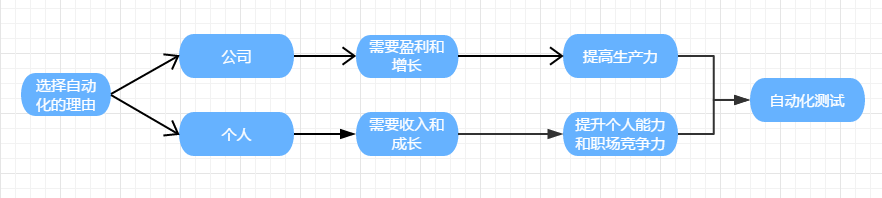 选择自动
化的理由
公司
需要盈利和
增长
提高生产力
个人
需要收入和
成长
提升个人能力
和职场竞争力
自动化测试